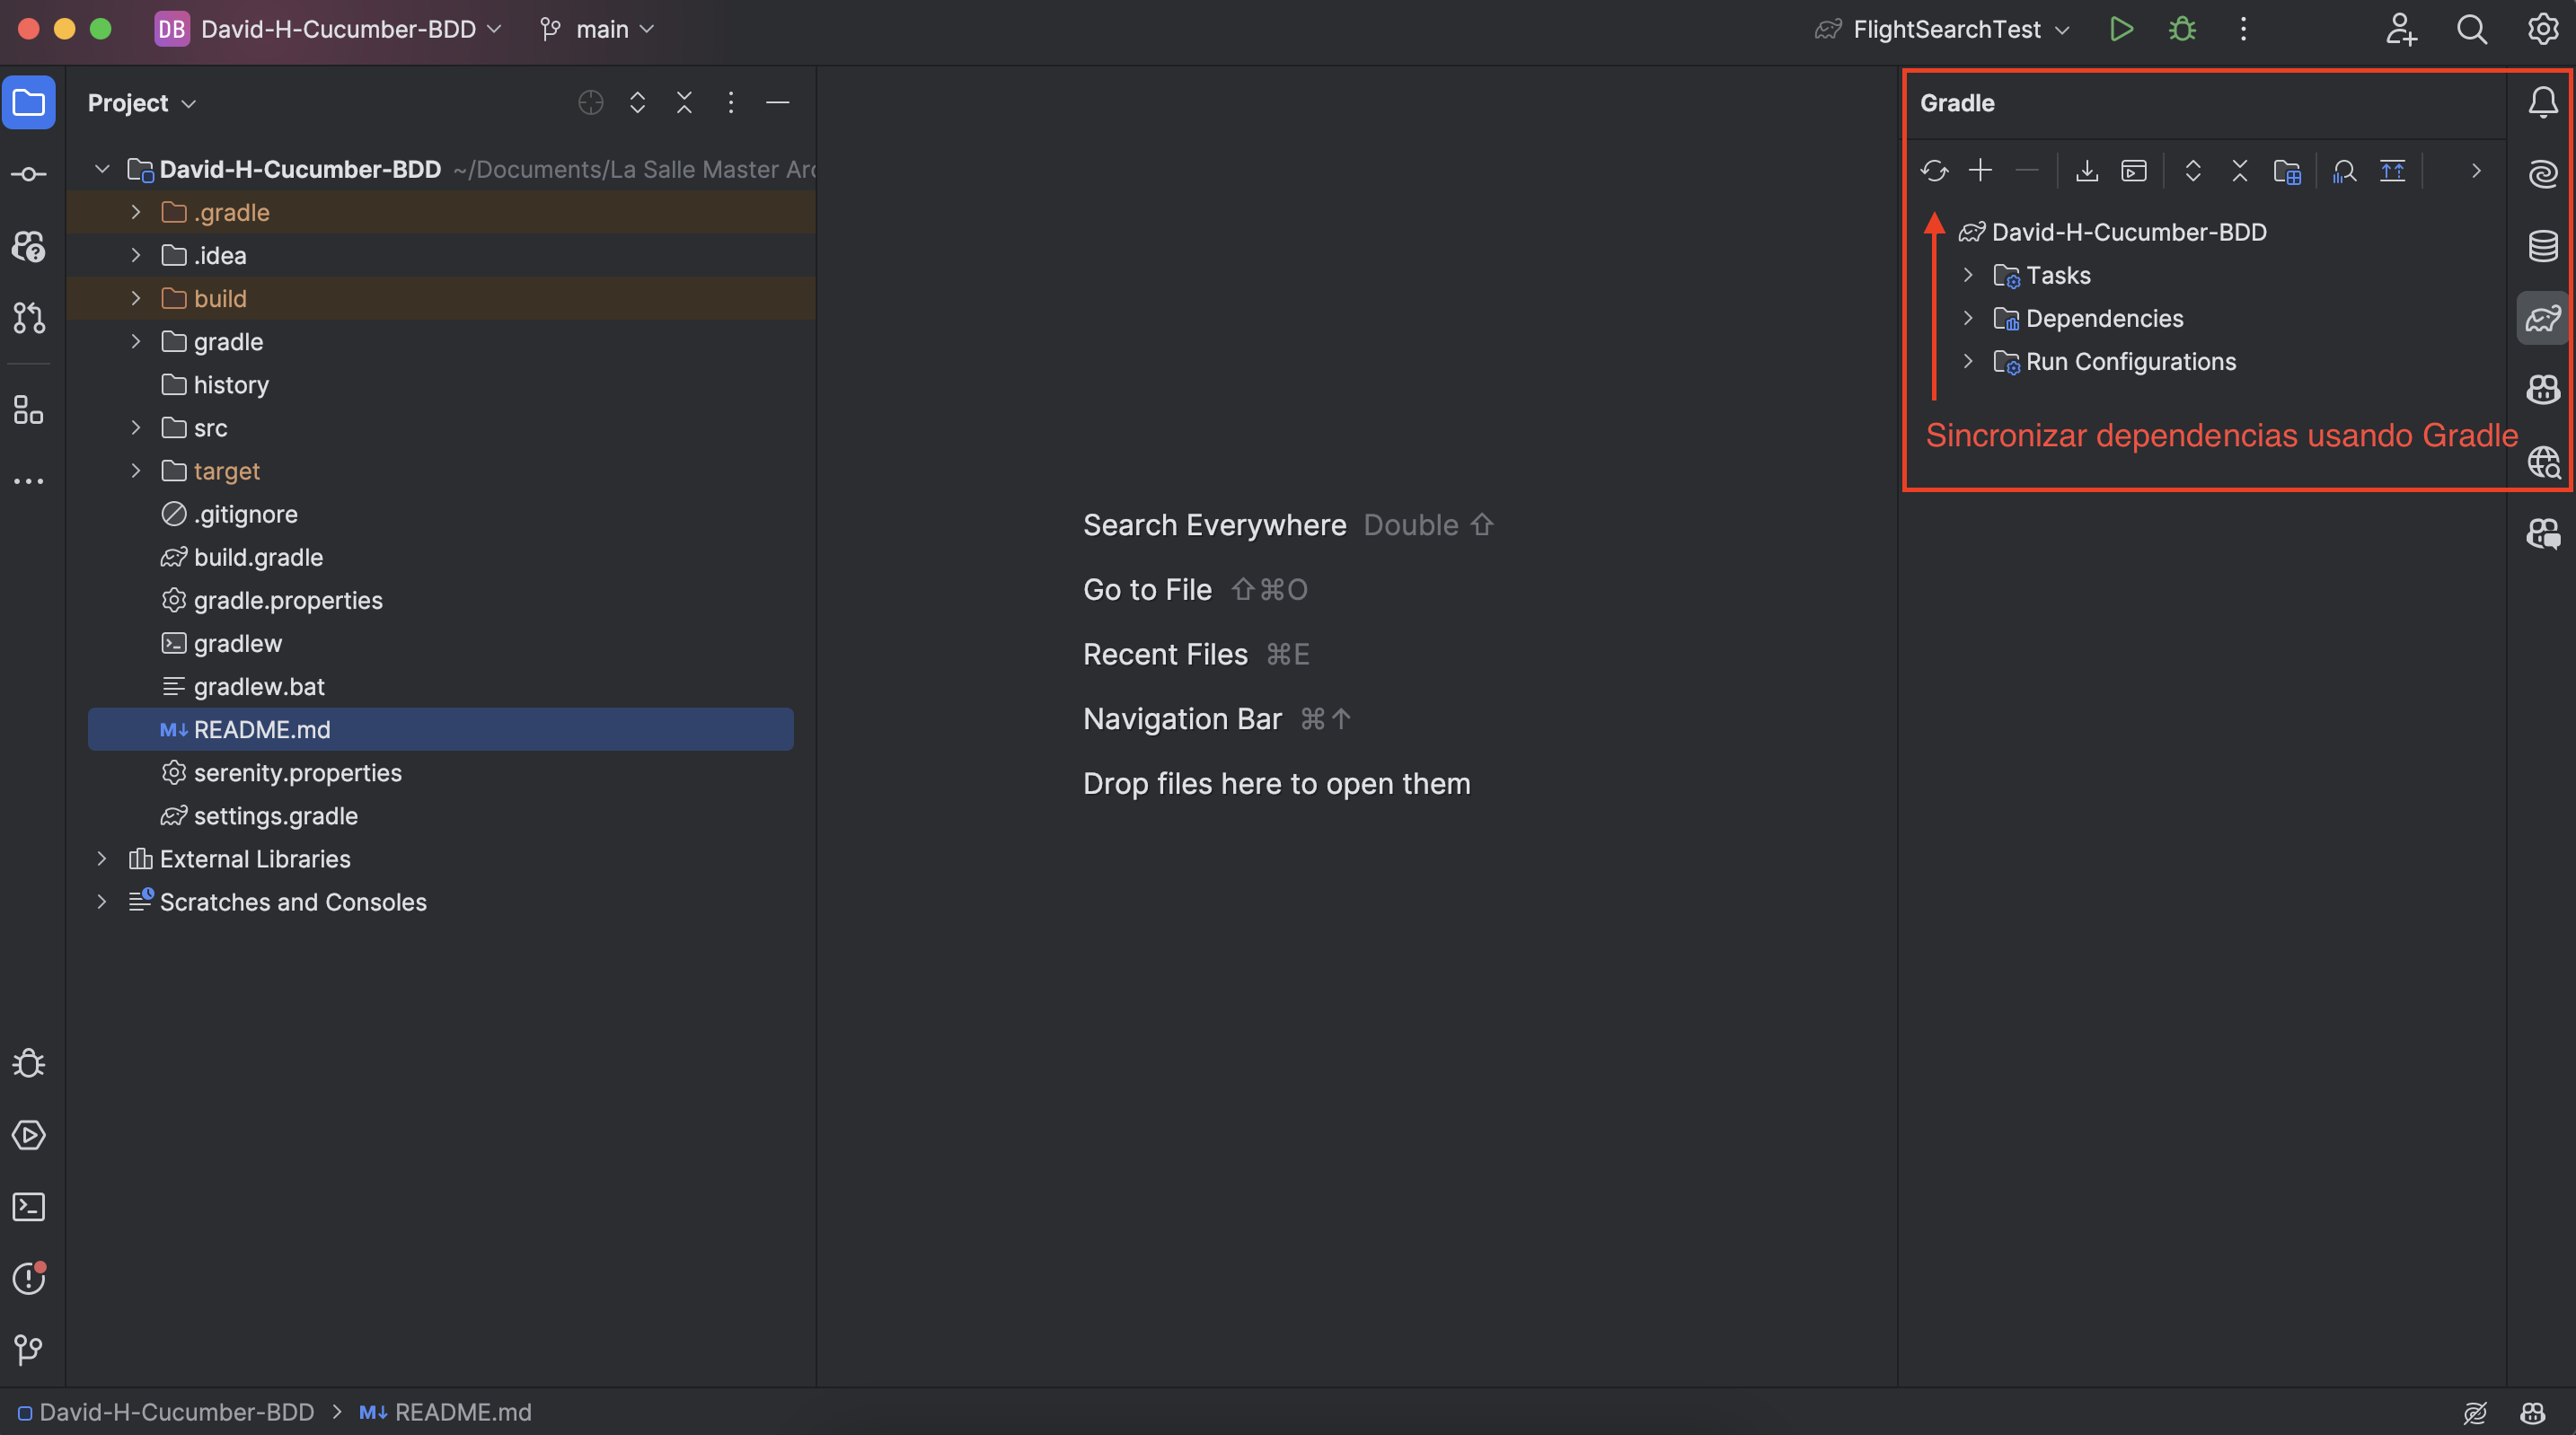 DB David-H-Cucumber-BDD main FlightSearchTest
Project
David-H-Cucumber-BDD ~/Documents/La Salle Master Arc
.gradle
.idea
build
gradle
history
src
target
.gitignore
build.gradle
gradle.properties
gradlew
gradlew.bat
M↓ README.md
serenity.properties
settings.gradle
External Libraries
Scratches and Consoles
Search Everywhere Double ⇧
Go to File ⇧⌘O
Recent Files ⌘E
Navigation Bar ⌘↑
Drop files here to open them
Gradle
David-H-Cucumber-BDD
Tasks
Dependencies
Run Configurations
Sincronizar dependencias usando Gradle
David-H-Cucumber-BDD > M↓ README.md